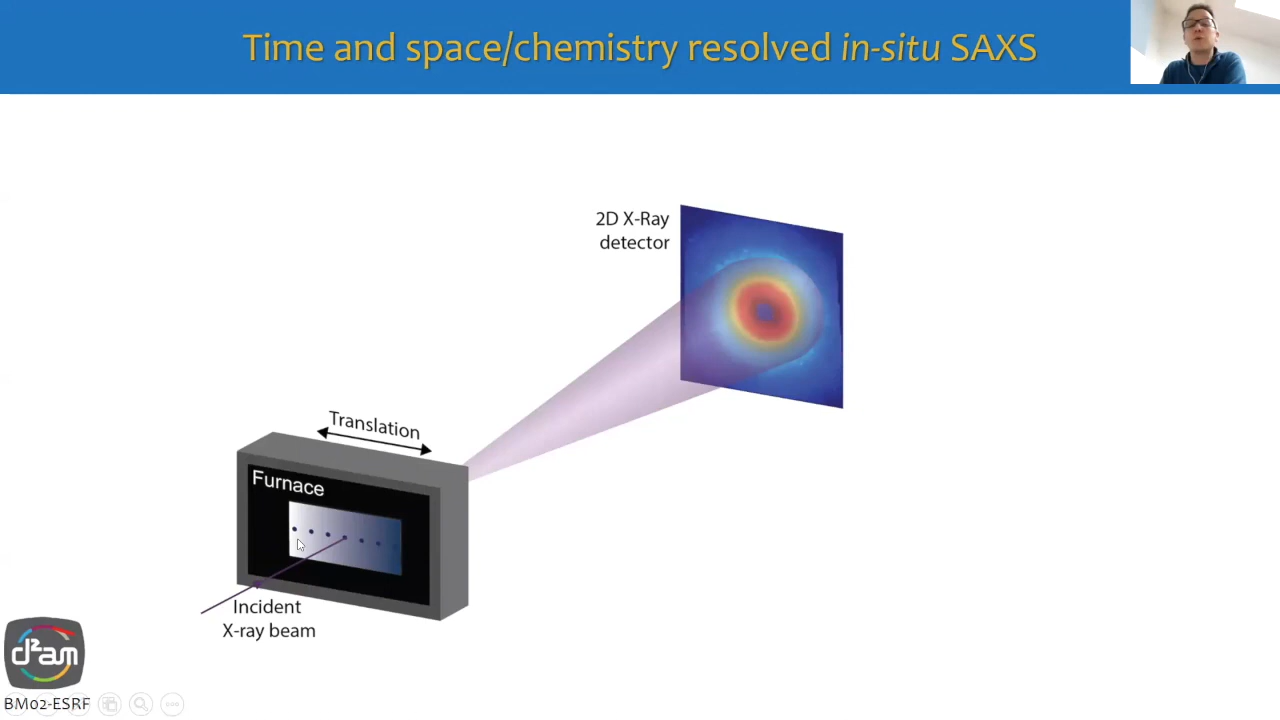 Time and space/chemistry resolved in-situ SAXS
2D X-Ray
detector
Translation
Furnace
Incident
X-ray beam
d²am
BM02-ESRF